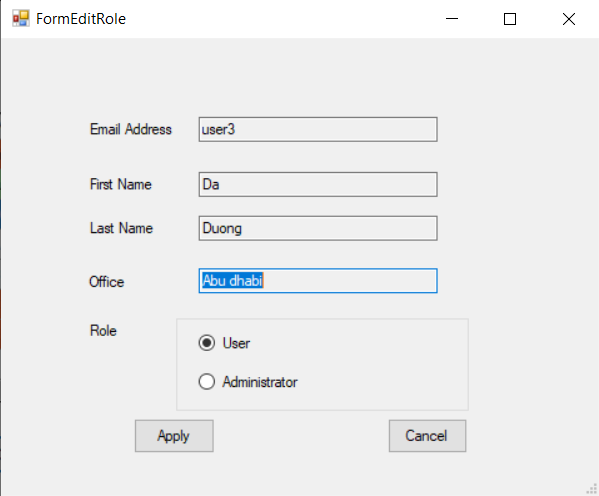 FormEditRole
Email Address user3
First Name Da
Last Name Duong
Office Abu dhabi
Role User
Administrator
Apply Cancel